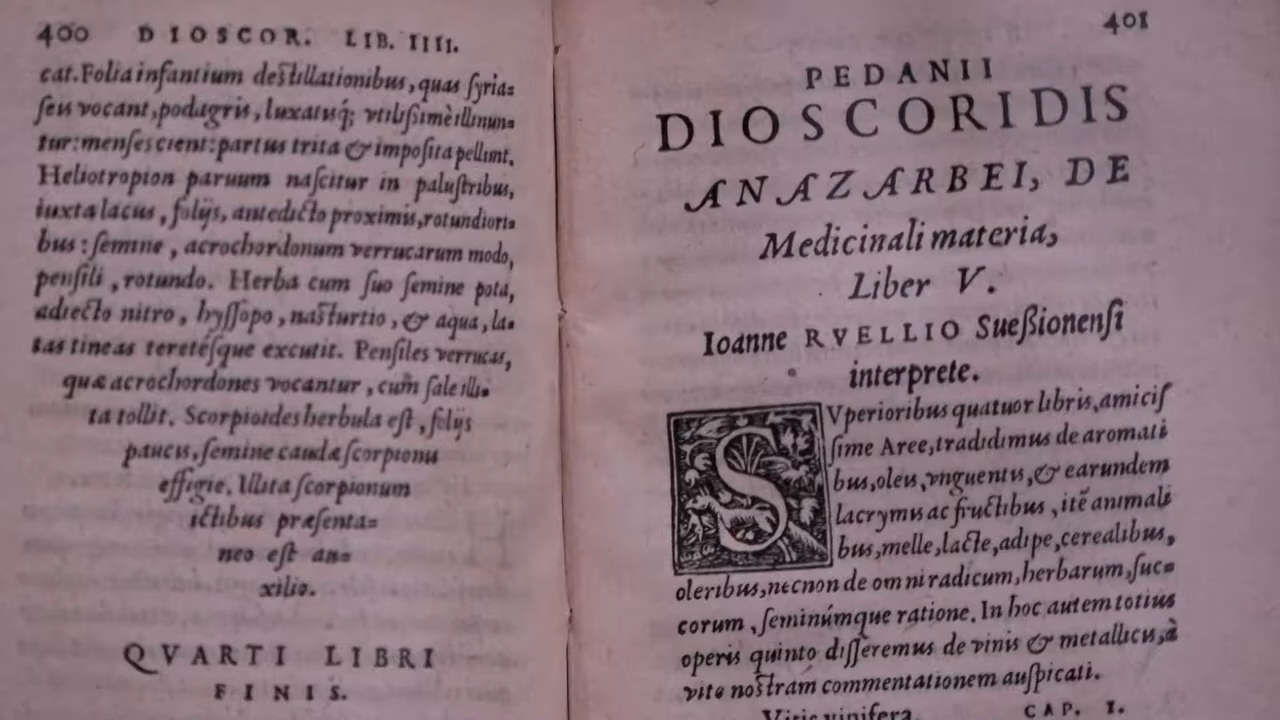 400 DIOSCOR. LIB. IIII.
cat. Folia infantium destillationibus, quas syria=
seis vocant, podagris, luxatisq́; vtilissimè illinun=
tur: menses cient: partus trita & imposita pellunt.
Heliotropion paruum nascitur in palustribus,
iuxta lacus, folijs, antedicto proximis, rotundiori=
bus: semine, acrochordonum verrucarum modo,
pensili, rotundo. Herba cum suo semine pota,
adiecto nitro, hyssopo, nasturtio, & aqua, la=
tas tineas teretésque excutit. Pensiles verrucas,
quæ acrochordones vocantur, cum sale illi=
ta tollit. Scorpioides herbula est, folijs
paucis, semine caudæ scorpionis
effigie. Illita scorpionum
ictibus præsenta=
neo est au=
xilio.
QVARTI LIBRI
FINIS.
401
PEDANII
DIOSCORIDIS
ANAZARBEI, DE
Medicinali materia,
Liber V.
Ioanne RVELLIO Sueßionensi
interprete.
SVperioribus quatuor libris, amicis
sime Aree, tradidimus de aromati
bus, oleis, vnguentis, & earundem
lacrymis ac fructibus, itē animali
bus, melle, lacte, adipe, cerealibus,
oleribus, necnon de omni radicum, herbarum, suc=
corum, seminúmque ratione. In hoc autem totius
operis quinto disseremus de vinis & metallicis, à
vite nostram commentationem auspicati.
Vitis vinifera. CAP. I.